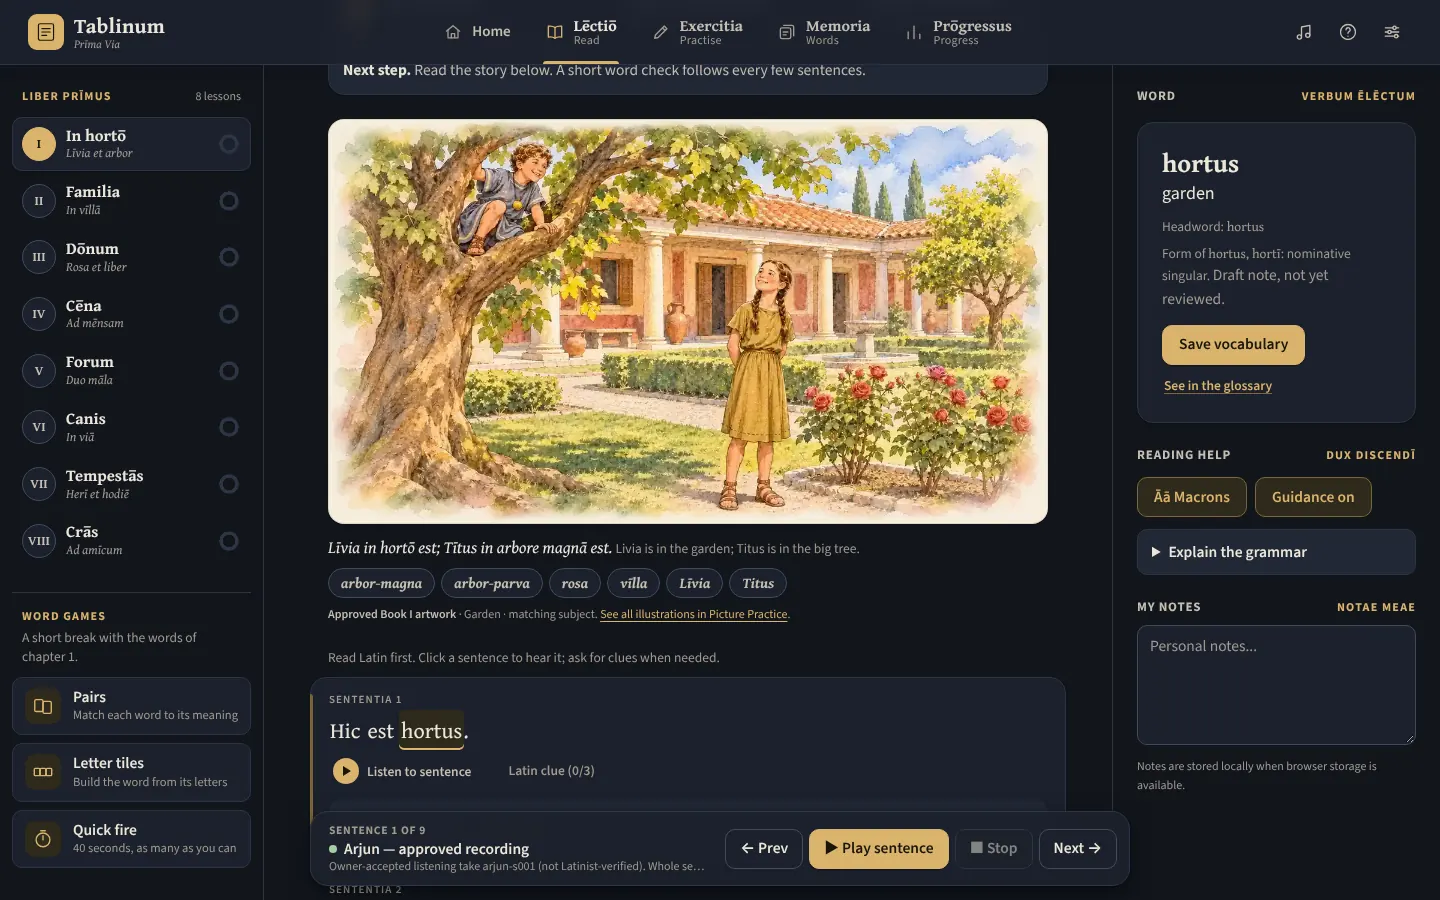 Tablinum
Prīma Via
Home
Lēctiō
Read
Exercitia
Practise
Memoria
Words
Prōgressus
Progress
LIBER PRĪMUS
8 lessons
I
In hortō
Līvia et arbor
II
Familia
In vīllā
III
Dōnum
Rosa et liber
IV
Cēna
Ad mēnsam
V
Forum
Duo māla
VI
Canis
In viā
VII
Tempestās
Herī et hodiē
VIII
Crās
Ad amīcum
WORD GAMES
A short break with the words of
chapter 1.
Pairs
Match each word to its meaning
Letter tiles
Build the word from its letters
Quick fire
40 seconds, as many as you can
Next step. Read the story below. A short word check follows every few sentences.
Līvia in hortō est; Titus in arbore magnā est. Livia is in the garden; Titus is in the big tree.
arbor-magna
arbor-parva
rosa
vīlla
Līvia
Titus
Approved Book I artwork · Garden · matching subject. See all illustrations in Picture Practice.
Read Latin first. Click a sentence to hear it; ask for clues when needed.
SENTENTIA 1
Hic est hortus.
Listen to sentence
Latin clue (0/3)
SENTENCE 1 OF 9
Arjun — approved recording
Owner-accepted listening take arjun-s001 (not Latinist-verified). Whole se…
← Prev
▶ Play sentence
■ Stop
Next →
SENTENTIA 2
WORD
VERBUM ĒLĒCTUM
hortus
garden
Headword: hortus
Form of hortus, hortī: nominative
singular. Draft note, not yet
reviewed.
Save vocabulary
See in the glossary
READING HELP
DUX DISCENDĪ
Āā Macrons
Guidance on
▶ Explain the grammar
MY NOTES
NOTAE MEAE
Personal notes...
Notes are stored locally when browser storage is
available.